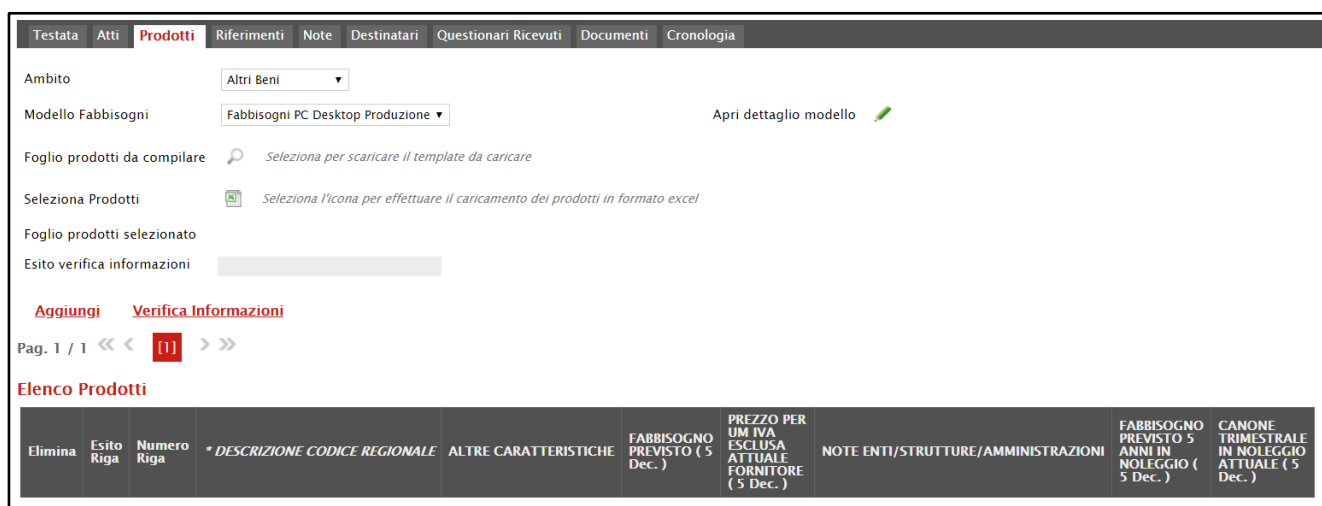 Testata Atti Prodotti Riferimenti Note Destinatari Questionari Ricevuti Documenti Cronologia
Ambito Altri Beni
Modello Fabbisogni Fabbisogni PC Desktop Produzione Apri dettaglio modello
Foglio prodotti da compilare Seleziona per scaricare il template da caricare
Seleziona Prodotti Seleziona l'icona per effettuare il caricamento dei prodotti in formato excel
Foglio prodotti selezionato
Esito verifica informazioni
Aggiungi Verifica Informazioni
Pag. 1 / 1 [1]
Elenco Prodotti
Elimina
Esito
Riga
Numero
Riga
* DESCRIZIONE CODICE REGIONALE
ALTRE CARATTERISTICHE
FABBISOGNO
PREVISTO ( 5
Dec. )
PREZZO PER
UM IVA
ESCLUSA
ATTUALE
FORNITORE
( 5 Dec. )
NOTE ENTI/STRUTTURE/AMMINISTRAZIONI
FABBISOGNO
PREVISTO 5
ANNI IN
NOLEGGIO (
5 Dec. )
CANONE
TRIMESTRALE
IN NOLEGGIO
ATTUALE ( 5
Dec. )